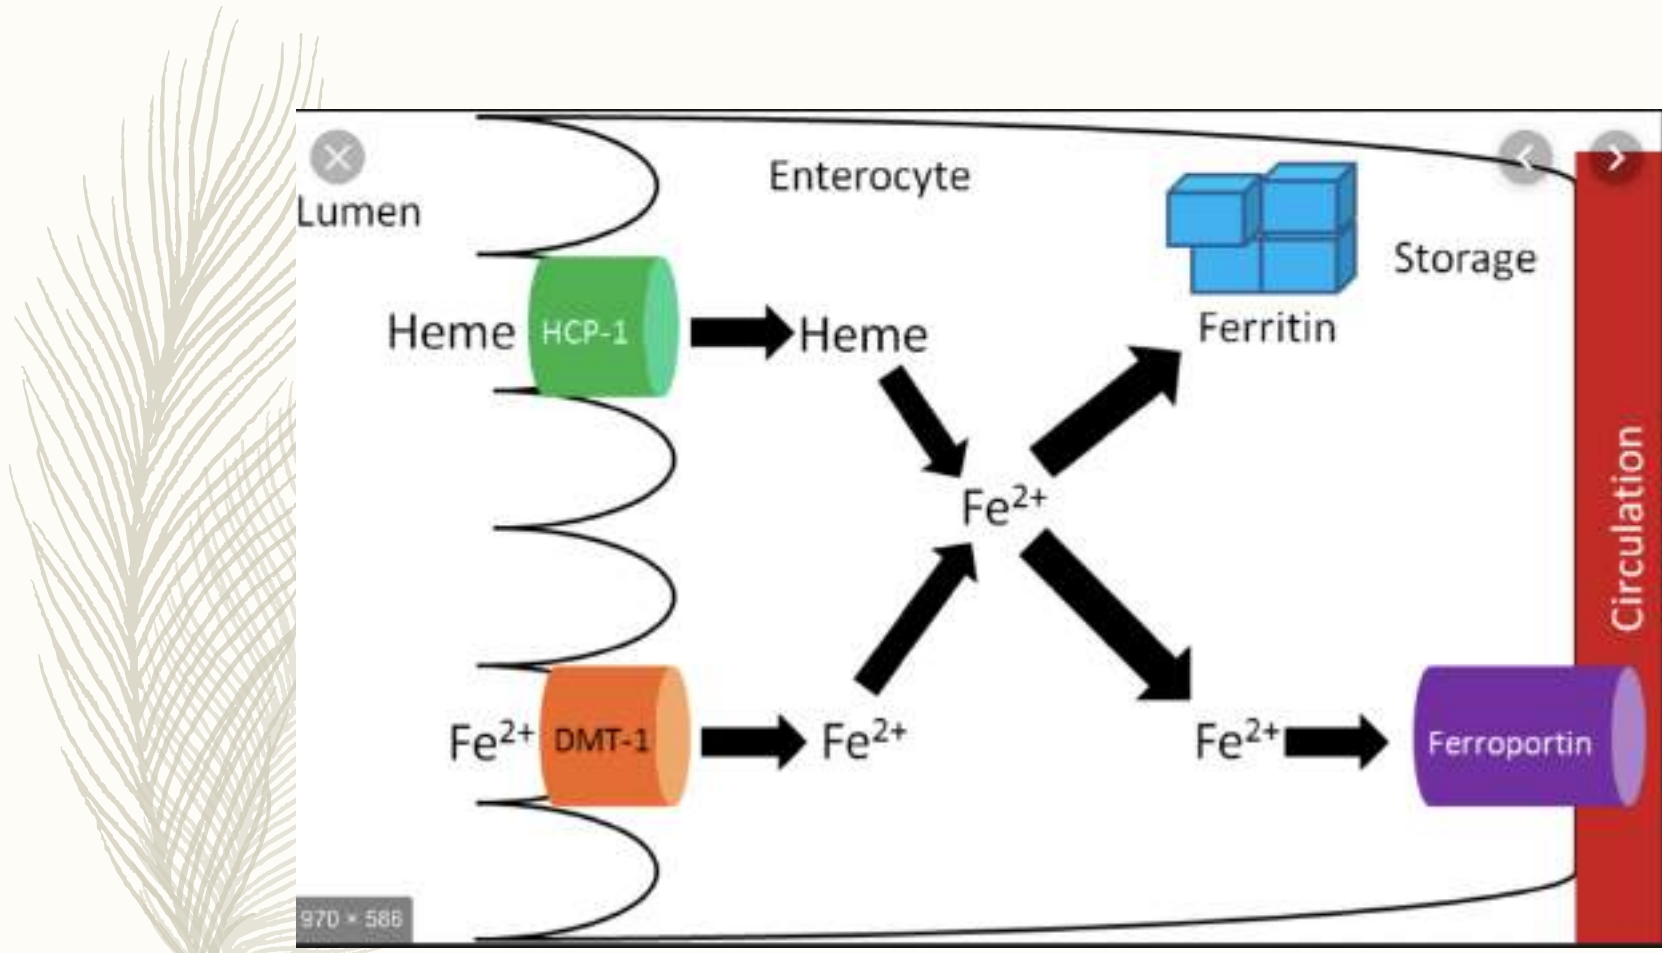 Enterocyte
Lumen
Storage
Heme HCP-1 Heme
Ferritin
Fe²⁺
Circulation
Fe²⁺ DMT-1 Fe²⁺ Fe²⁺ Ferroportin
970 × 586